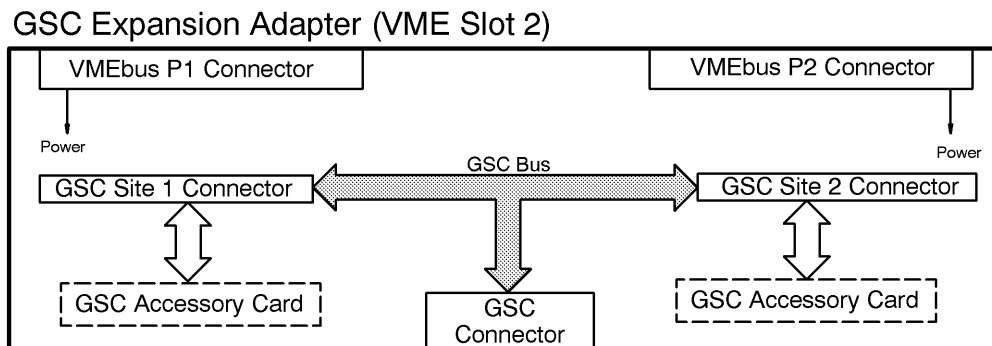 GSC Expansion Adapter (VME Slot 2)
VMEbus P1 Connector
VMEbus P2 Connector
Power
Power
GSC Bus
GSC Site 1 Connector
GSC Site 2 Connector
GSC Accessory Card
GSC Accessory Card
GSC
Connector